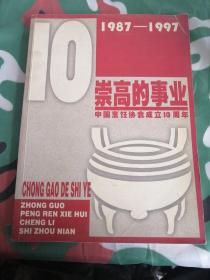 1987—1997
10
崇高的事业
中国烹饪协会成立10周年
CHONG GAO DE SHI YE
ZHONG GUO
PENG REN XIE HUI
CHENG LI
SHI ZHOU NIAN